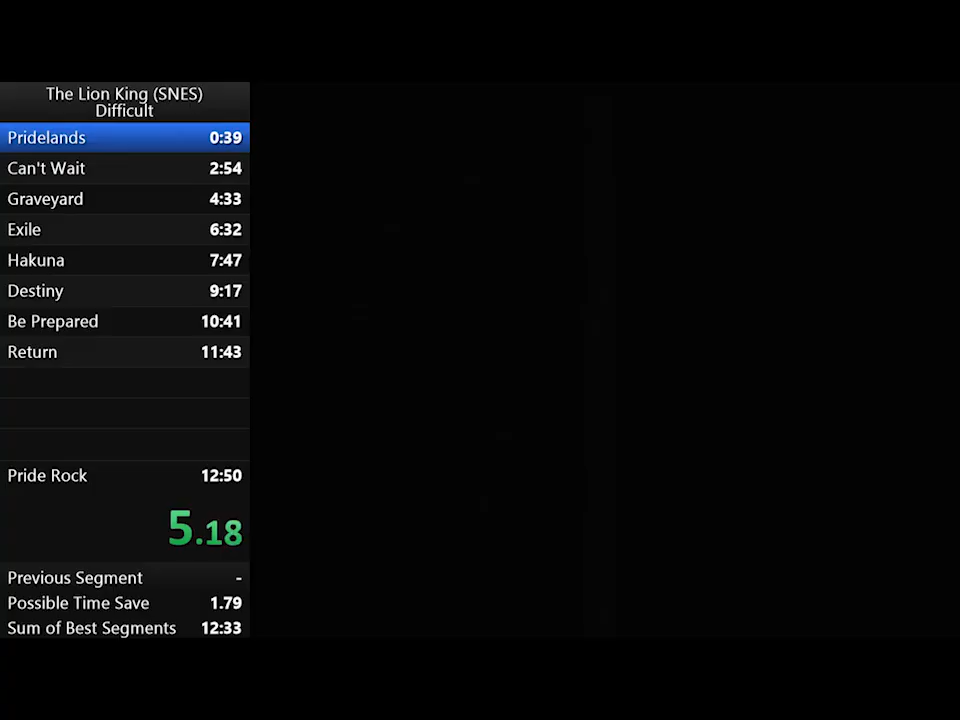 The Lion King (SNES)
Difficult
Pridelands 0:39
Can't Wait 2:54
Graveyard 4:33
Exile 6:32
Hakuna 7:47
Destiny 9:17
Be Prepared 10:41
Return 11:43
Pride Rock 12:50
5.18
Previous Segment -
Possible Time Save 1.79
Sum of Best Segments 12:33